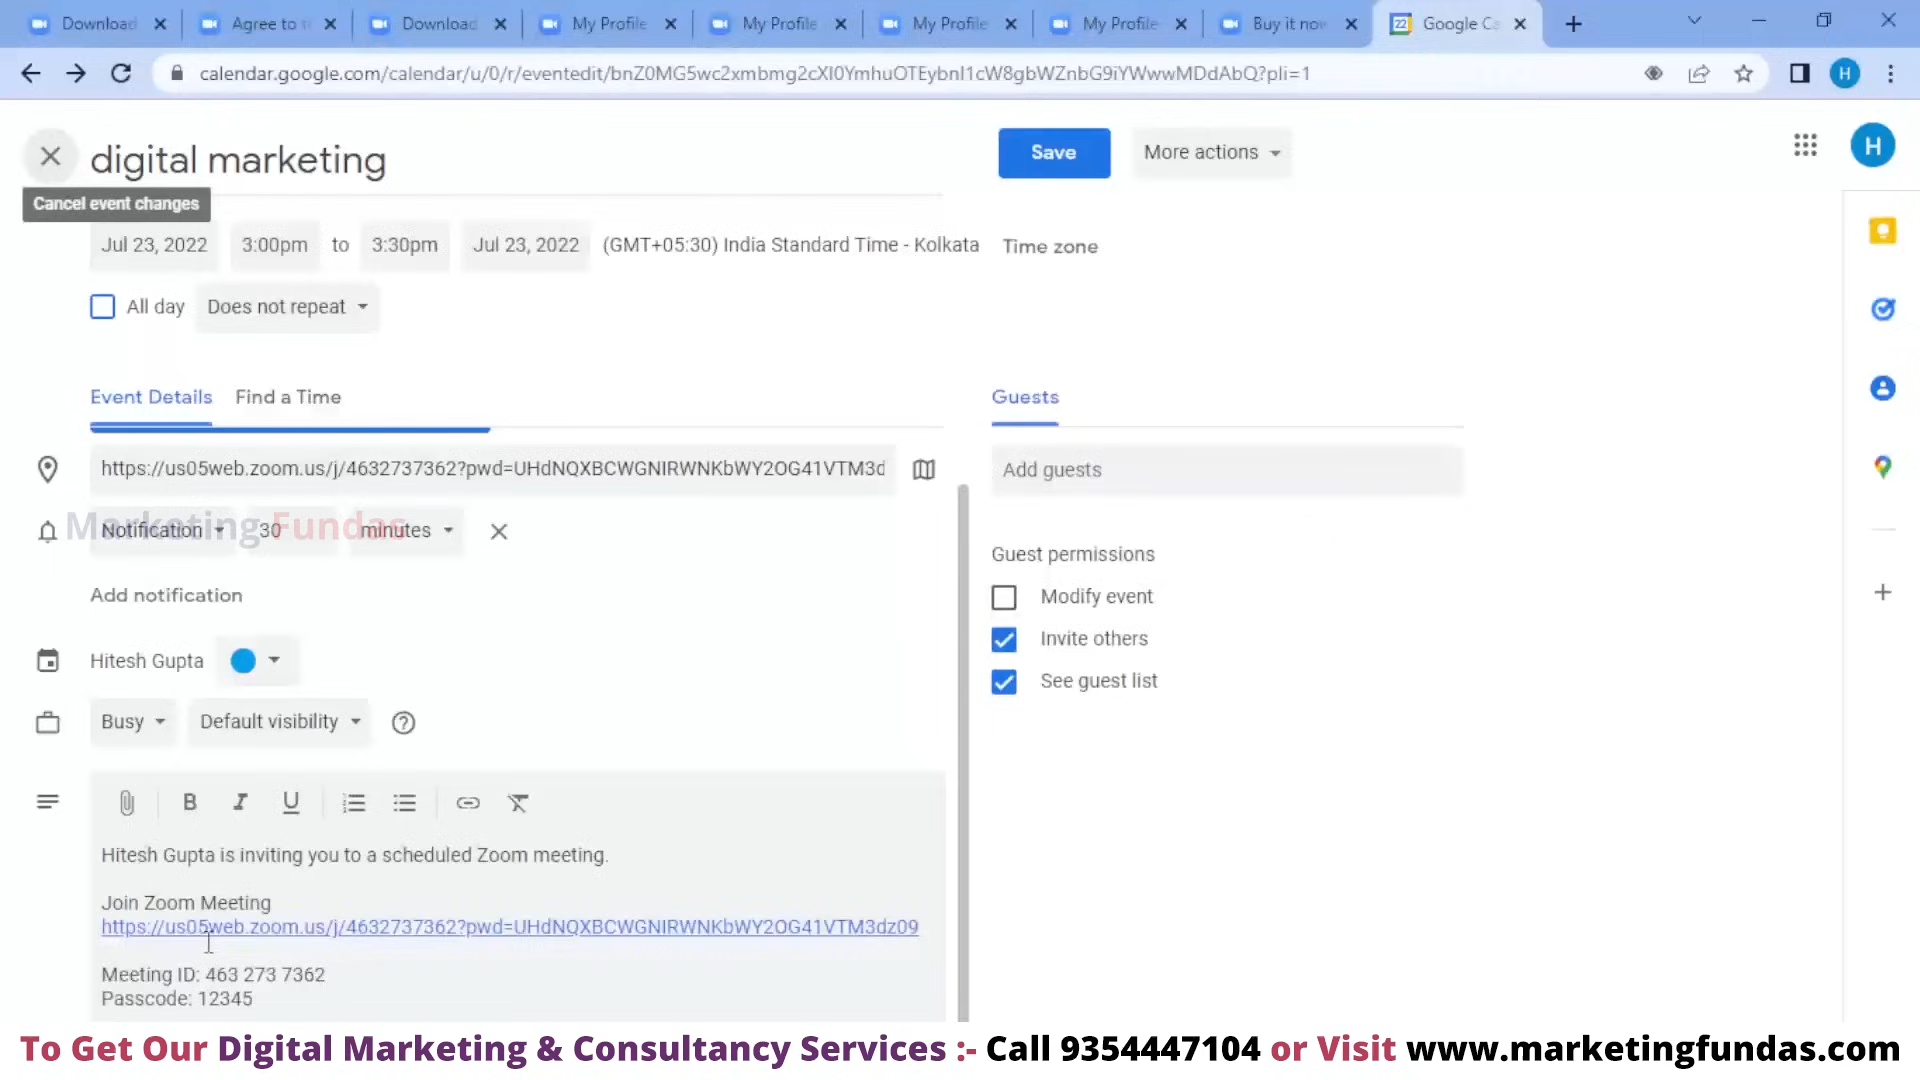 Download
Agree to
Download
My Profile
My Profile
My Profile
My Profile
Buy it now
Google Ca
calendar.google.com/calendar/u/0/r/eventedit/bnZ0MG5wc2xmbmg2cXI0YmhuOTEybnI1cW8gbWZnbG9iYWwwMDdAbQ?pli=1
H
digital marketing
Save
More actions
H
Cancel event changes
Jul 23, 2022
3:00pm
to
3:30pm
Jul 23, 2022
(GMT+05:30) India Standard Time - Kolkata
Time zone
All day
Does not repeat
Event Details
Find a Time
Guests
https://us05web.zoom.us/j/4632737362?pwd=UHdNQXBCWGNIRWNKbWY2OG41VTM3d
Add guests
Marketing Fundas
Notification
30
minutes
Guest permissions
Add notification
Modify event
Invite others
Hitesh Gupta
See guest list
Busy
Default visibility
B
I
U
Hitesh Gupta is inviting you to a scheduled Zoom meeting.
Join Zoom Meeting
https://us05web.zoom.us/j/4632737362?pwd=UHdNQXBCWGNIRWNKbWY2OG41VTM3dz09
Meeting ID: 463 273 7362
Passcode: 12345
To Get Our Digital Marketing & Consultancy Services :- Call 9354447104 or Visit www.marketingfundas.com